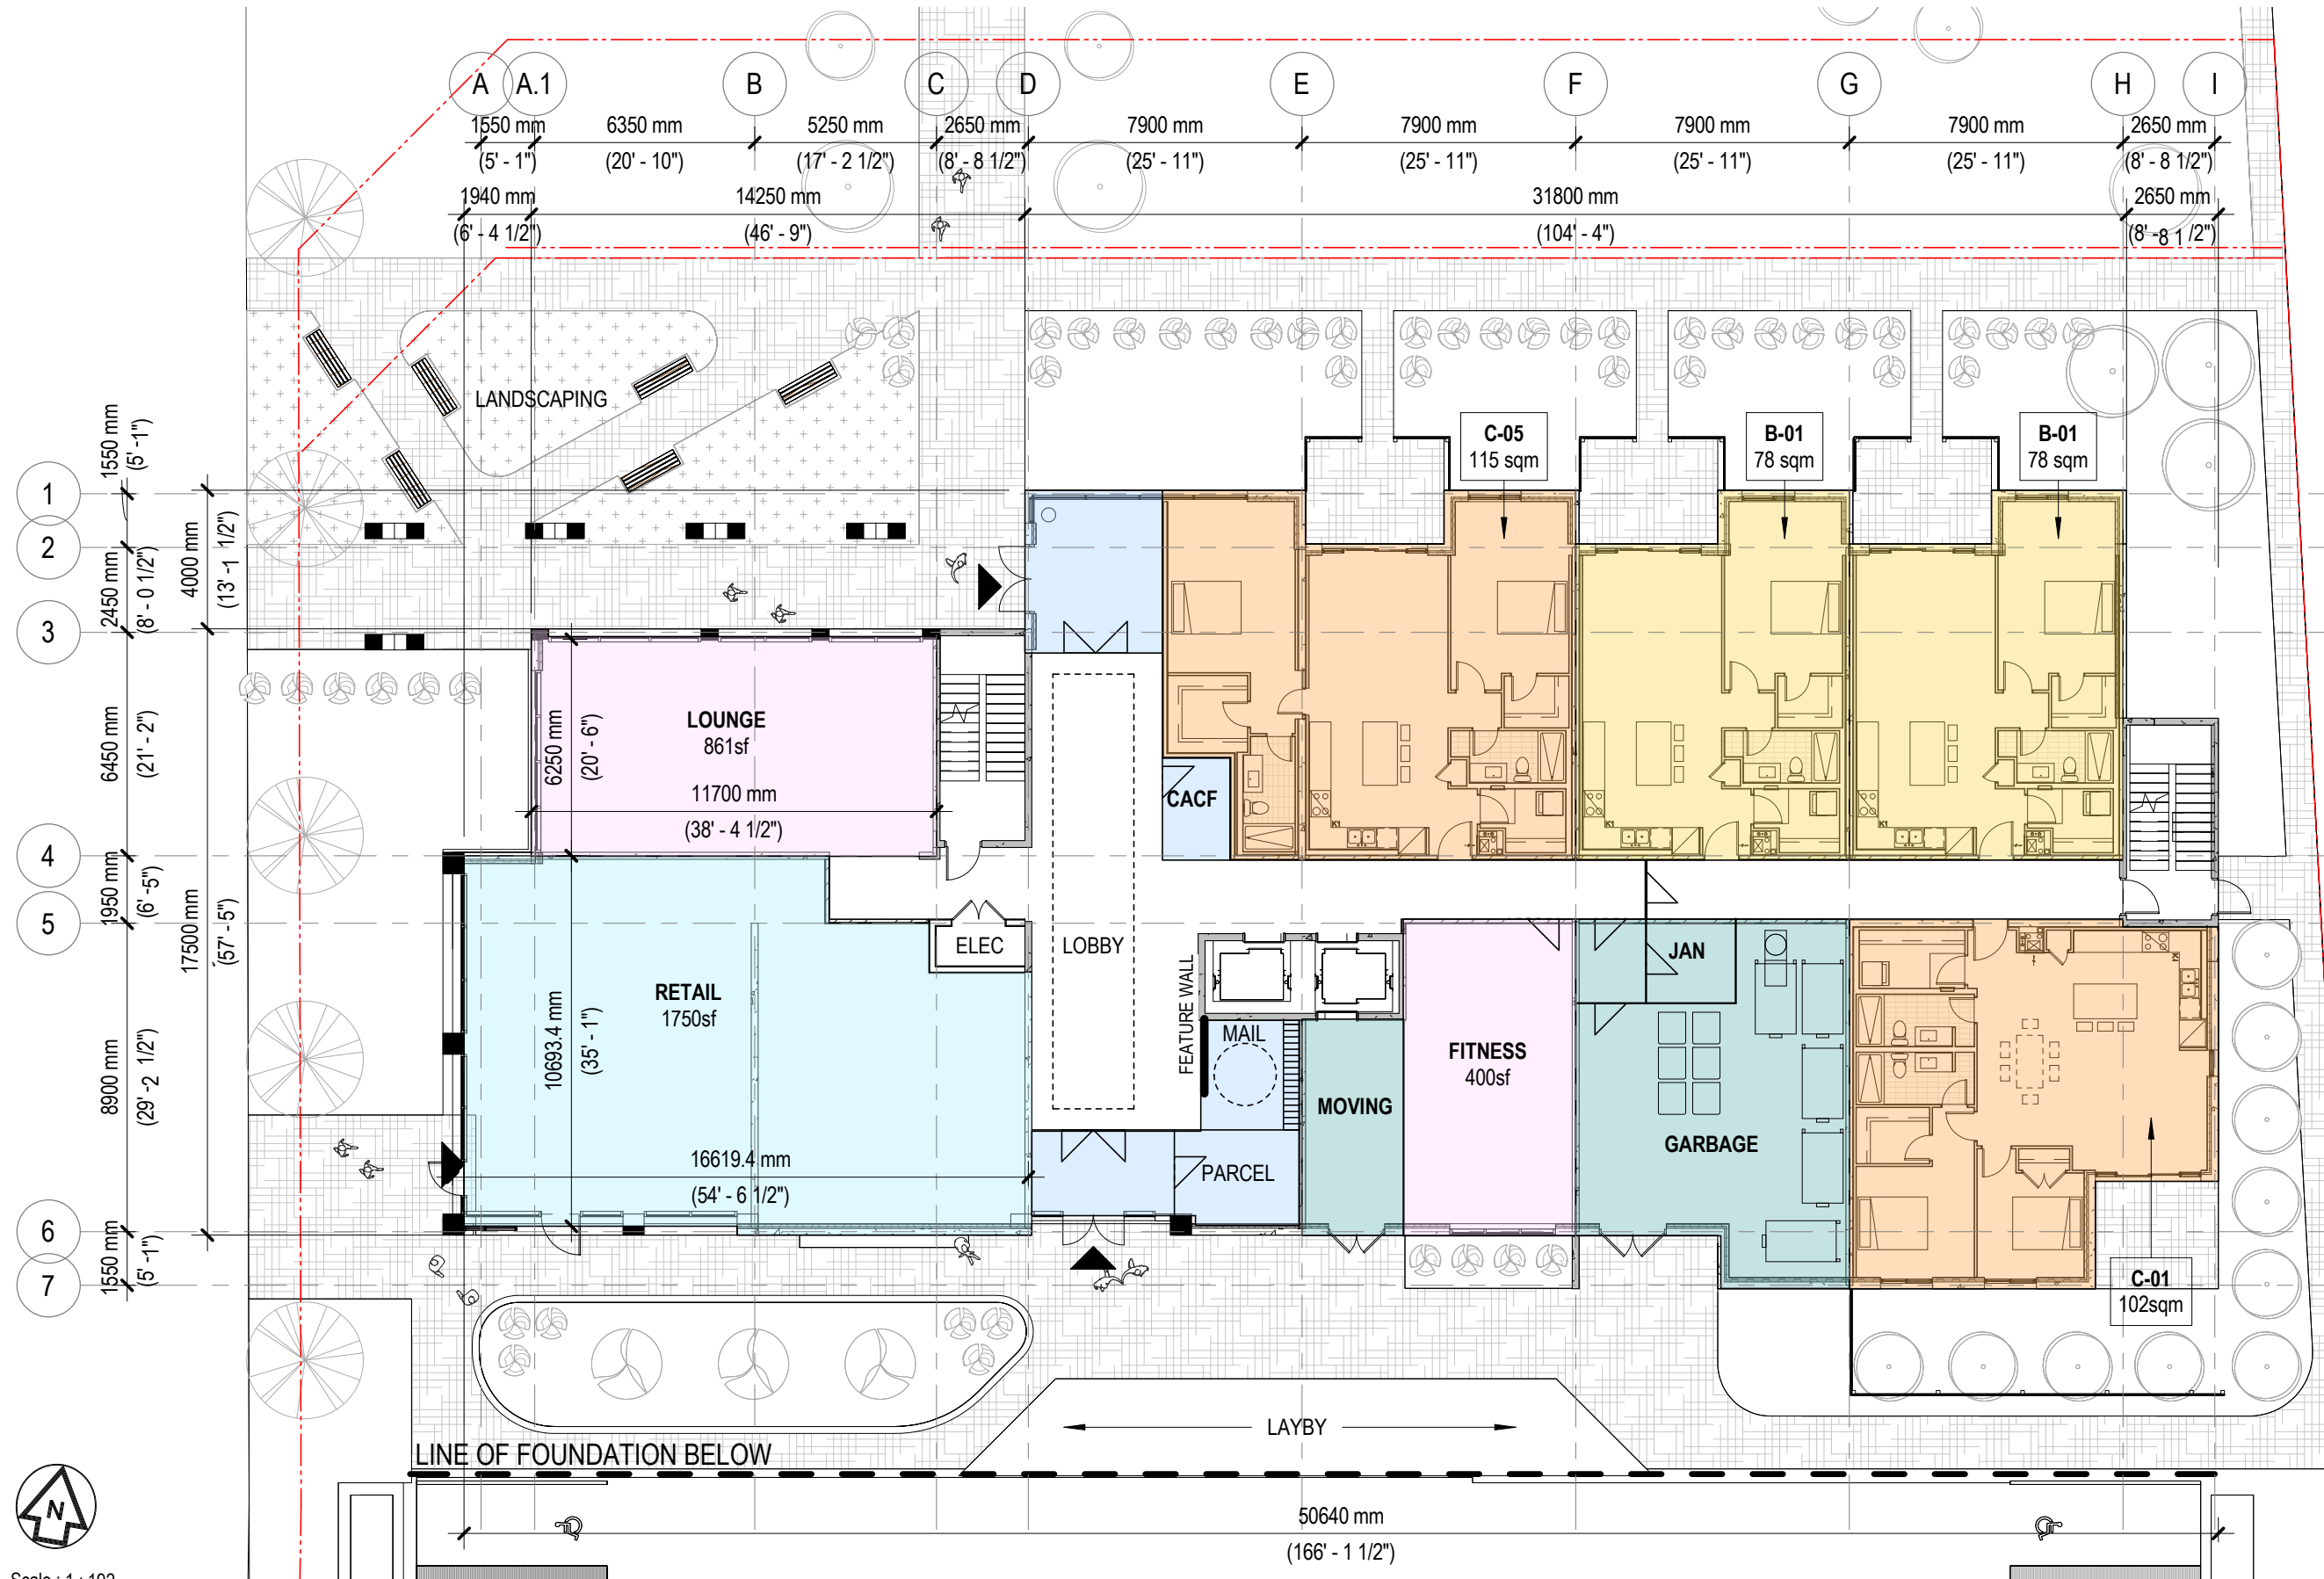 A A.1 B C D E F G H I
1550 mm 6350 mm 5250 mm 2650 mm 7900 mm 7900 mm 7900 mm 7900 mm 2650 mm
(5' - 1") (20' - 10") (17' - 2 1/2") (8' - 8 1/2") (25' - 11") (25' - 11") (25' - 11") (25' - 11") (8' - 8 1/2")
1940 mm 14250 mm 31800 mm 2650 mm
(6' - 4 1/2") (46' - 9") (104' - 4") (8' -8 1/2")
LANDSCAPING
C-05
115 sqm
B-01
78 sqm
B-01
78 sqm
1
2
3
4
5
6
7
1550 mm
(5' -1")
2450 mm
(8' - 0 1/2")
4000 mm
(13' -1 1/2")
6450 mm
(21' - 2")
1950 mm
(6' -5")
17500 mm
(57' -5")
8900 mm
(29' -2 1/2")
1550 mm
(5' -1")
LOUNGE
861sf
6250 mm
(20' - 6")
11700 mm
(38' - 4 1/2")
CACF
K1
K1
K1
ELEC
LOBBY
JAN
RETAIL
1750sf
10693.4 mm
(35' - 1")
FEATURE WALL
MAIL
FITNESS
400sf
MOVING
GARBAGE
K1
16619.4 mm
(54' - 6 1/2")
PARCEL
C-01
102sqm
LAYBY
LINE OF FOUNDATION BELOW
N
50640 mm
(166' - 1 1/2")
Scale : 1 : 192